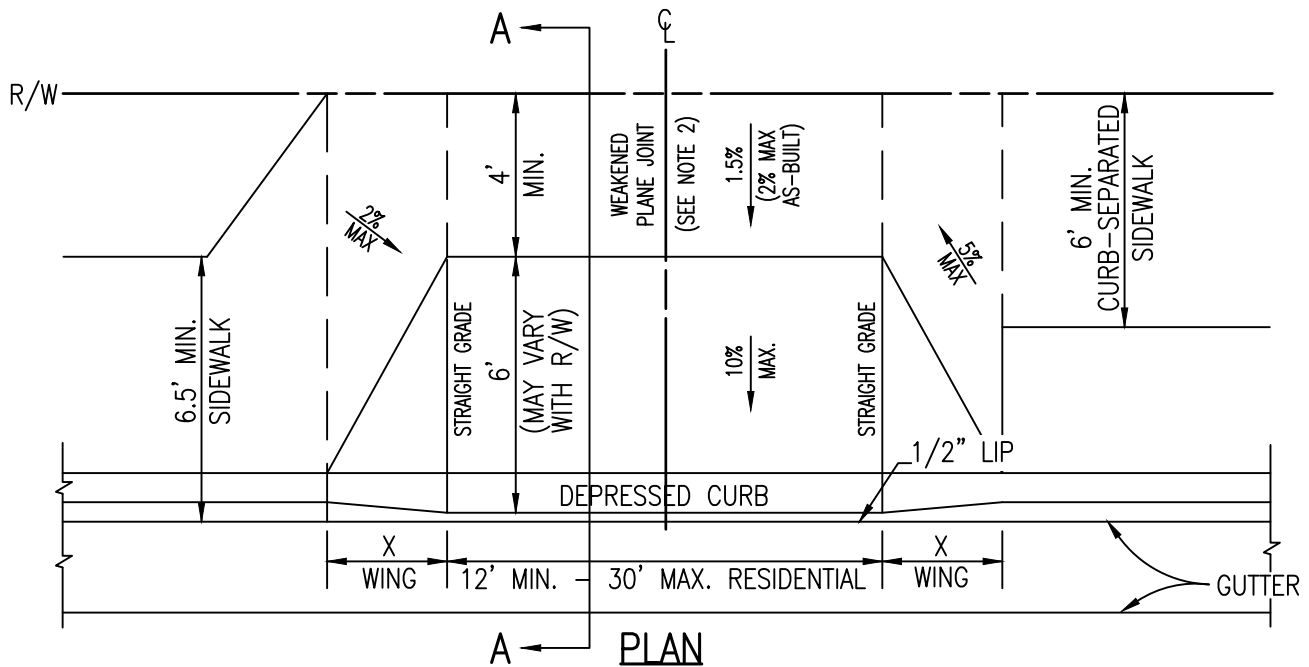 A
℄
R/W
4'
MIN.
WEAKENED
PLANE JOINT
(SEE NOTE 2)
1.5%
(2% MAX
AS-BUILT)
6' MIN.
CURB-SEPARATED
SIDEWALK
2%
MAX
5%
MAX
6.5' MIN.
SIDEWALK
STRAIGHT GRADE
6'
(MAY VARY
WITH R/W)
10%
MAX.
STRAIGHT GRADE
1/2" LIP
DEPRESSED CURB
X
WING
12' MIN. - 30' MAX. RESIDENTIAL
X
WING
GUTTER
A
PLAN